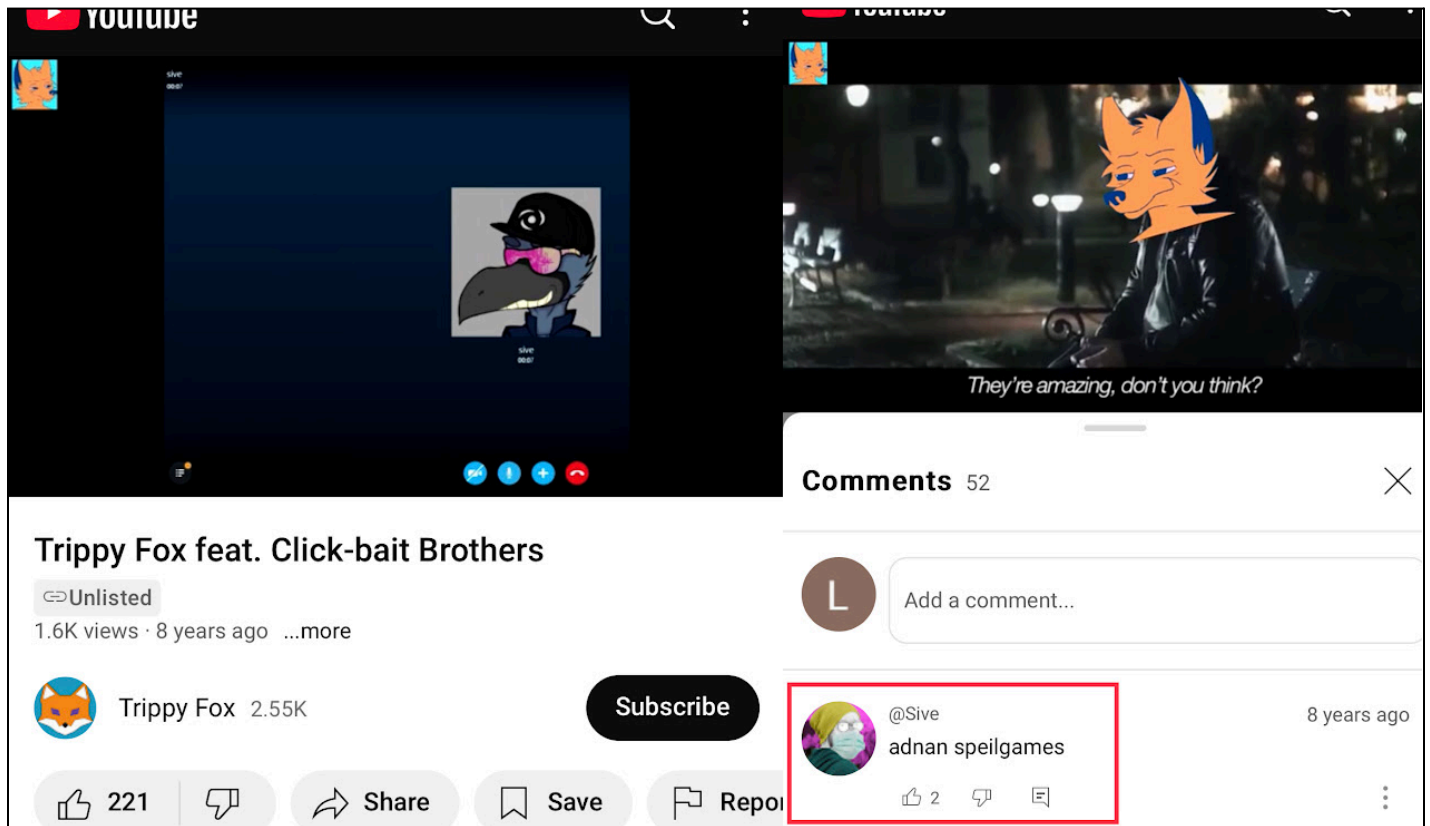 YouTube
sive
00:07
sive
00:07
Trippy Fox feat. Click-bait Brothers
Unlisted
1.6K views · 8 years ago ...more
Trippy Fox 2.55K
Subscribe
221
Share
Save
Repor
YouTube
They're amazing, don't you think?
Comments 52
L
Add a comment...
@Sive
8 years ago
adnan speilgames
2